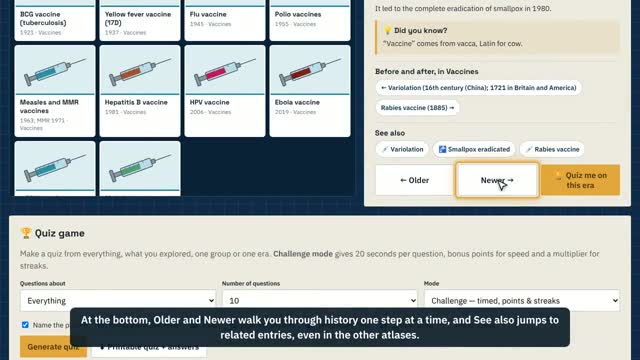 BCG vaccine
(tuberculosis)
1921 · Vaccines
Yellow fever vaccine
(17D)
1937 · Vaccines
Flu vaccine
1945 · Vaccines
Polio vaccines
1955 · Vaccines
Measles and MMR
vaccines
1963; MMR 1971 ·
Vaccines
Hepatitis B vaccine
1981 · Vaccines
HPV vaccine
2006 · Vaccines
Ebola vaccine
2019 · Vaccines
It led to the complete eradication of smallpox in 1980.
Did you know?
"Vaccine" comes from vacca, Latin for cow.
Before and after, in Vaccines
← Variolation (16th century (China); 1721 in Britain and America)
Rabies vaccine (1885) →
See also
Variolation
Smallpox eradicated
Rabies vaccine
← Older
Newer →
Quiz me on
this era
Quiz game
Make a quiz from everything, what you explored, one group or one era. Challenge mode gives 20 seconds per question, bonus points for speed and a multiplier for
streaks.
Questions about
Number of questions
Mode
Everything
10
Challenge — timed, points & streaks
Name the
Generate quiz
Printable quiz + answers
At the bottom, Older and Newer walk you through history one step at a time, and See also jumps to
related entries, even in the other atlases.